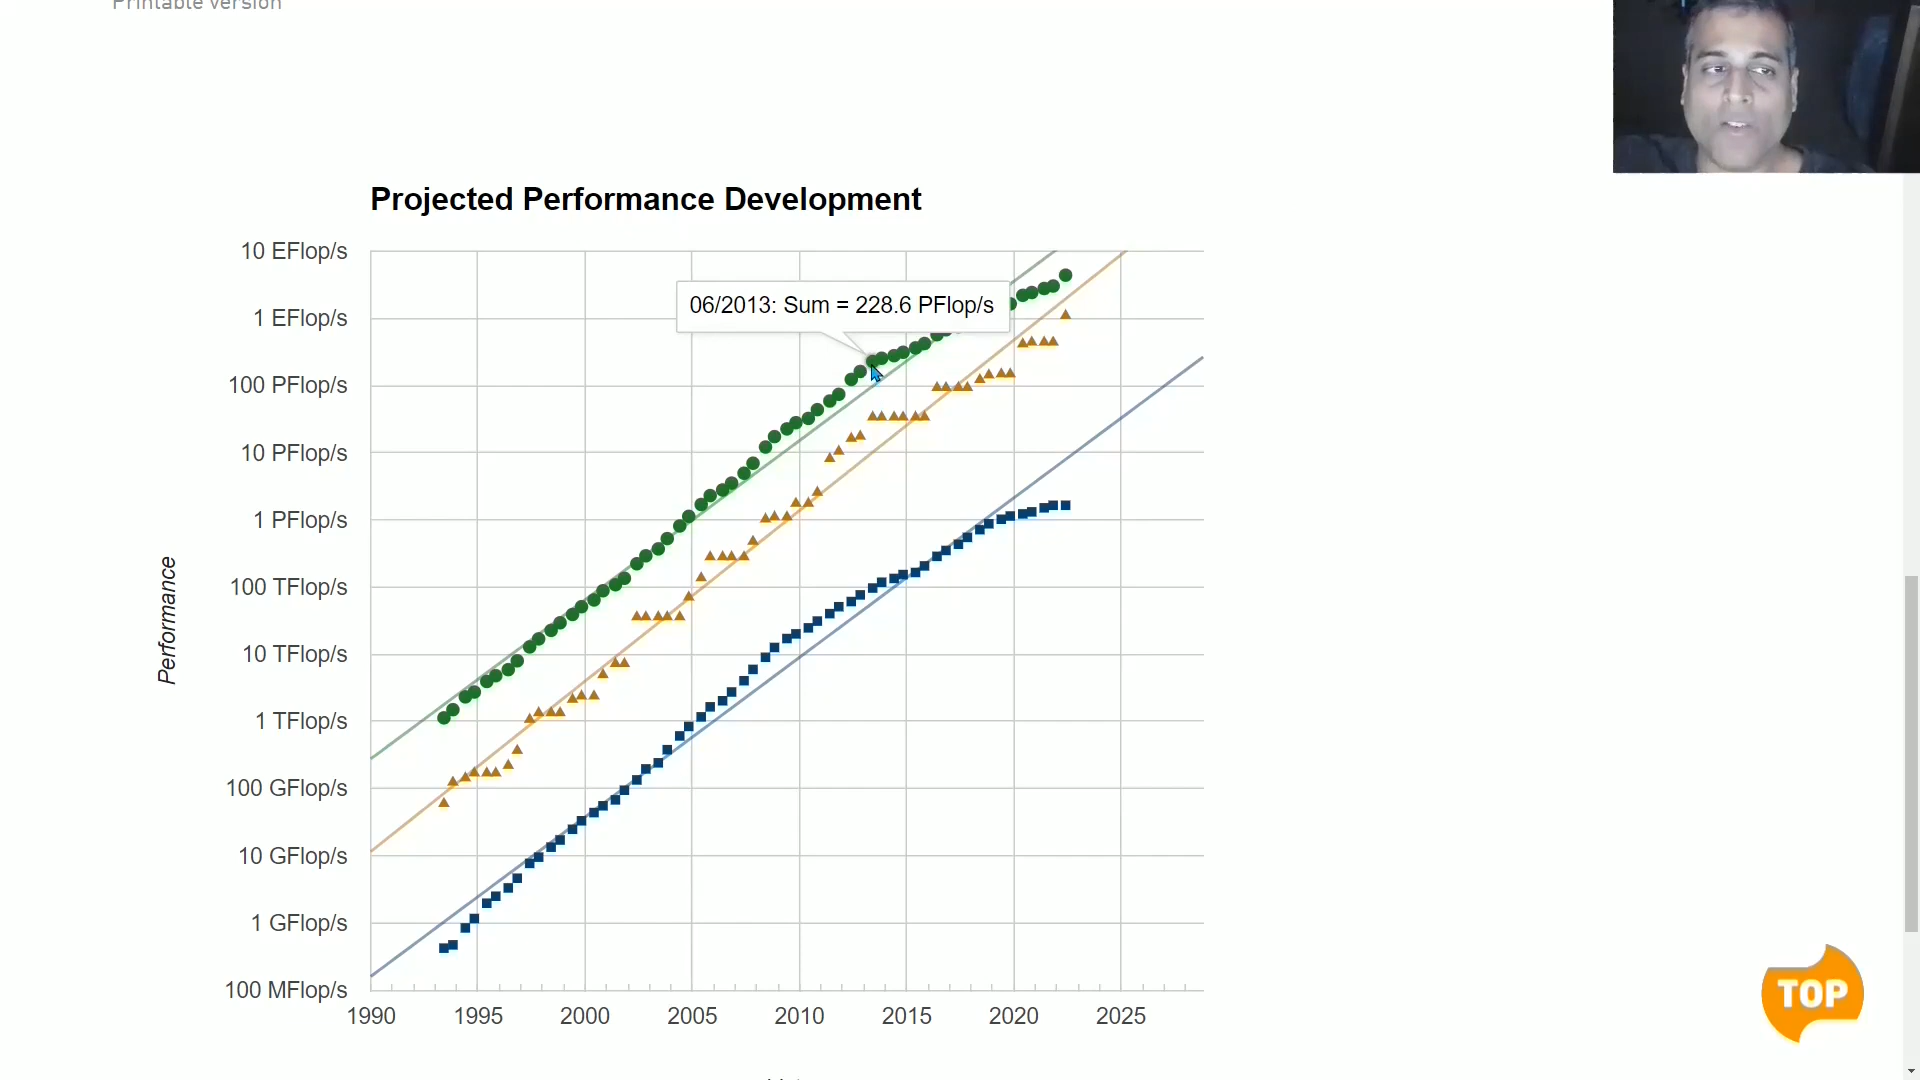 Printable version
Projected Performance Development
10 EFlop/s
06/2013: Sum = 228.6 PFlop/s
1 EFlop/s
100 PFlop/s
10 PFlop/s
1 PFlop/s
100 TFlop/s
Performance
10 TFlop/s
1 TFlop/s
100 GFlop/s
10 GFlop/s
1 GFlop/s
100 MFlop/s
1990 1995 2000 2005 2010 2015 2020 2025
TOP